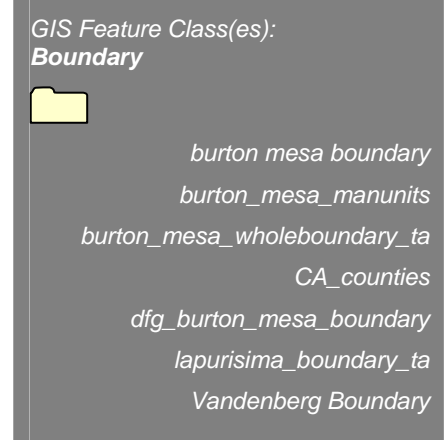 GIS Feature Class(es):
Boundary
burton mesa boundary
burton_mesa_manunits
burton_mesa_wholeboundary_ta
CA_counties
dfg_burton_mesa_boundary
lapurisima_boundary_ta
Vandenberg Boundary